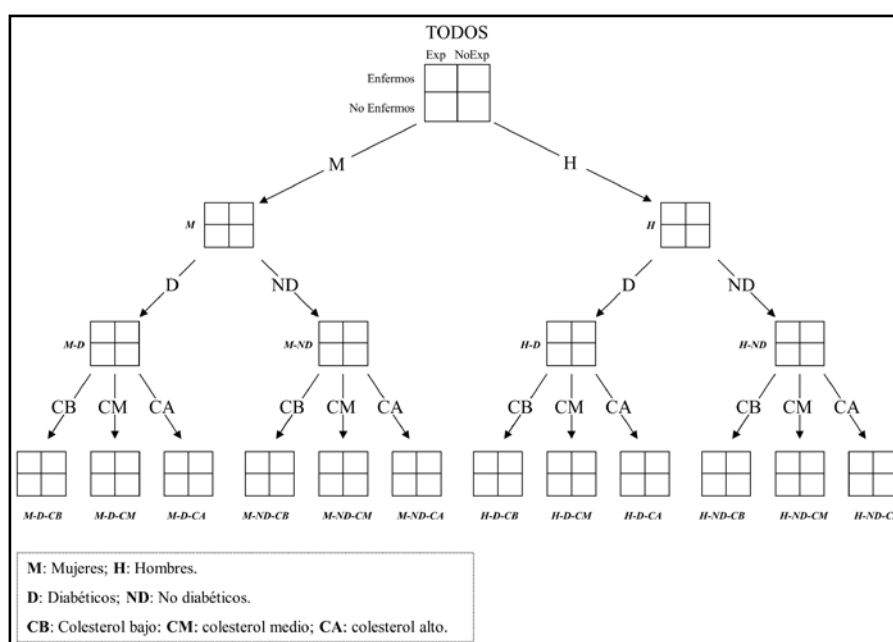 TODOS
Exp NoExp
Enfermos
No Enfermos
M H
M H
D ND D ND
M-D M-ND H-D H-ND
CB CM CA CB CM CA CB CM CA CB CM CA
M-D-CB M-D-CM M-D-CA M-ND-CB M-ND-CM M-ND-CA H-D-CB H-D-CM H-D-CA H-ND-CB H-ND-CM H-ND-C
M: Mujeres; H: Hombres.
D: Diabéticos; ND: No diabéticos.
CB: Colesterol bajo: CM: colesterol medio; CA: colesterol alto.